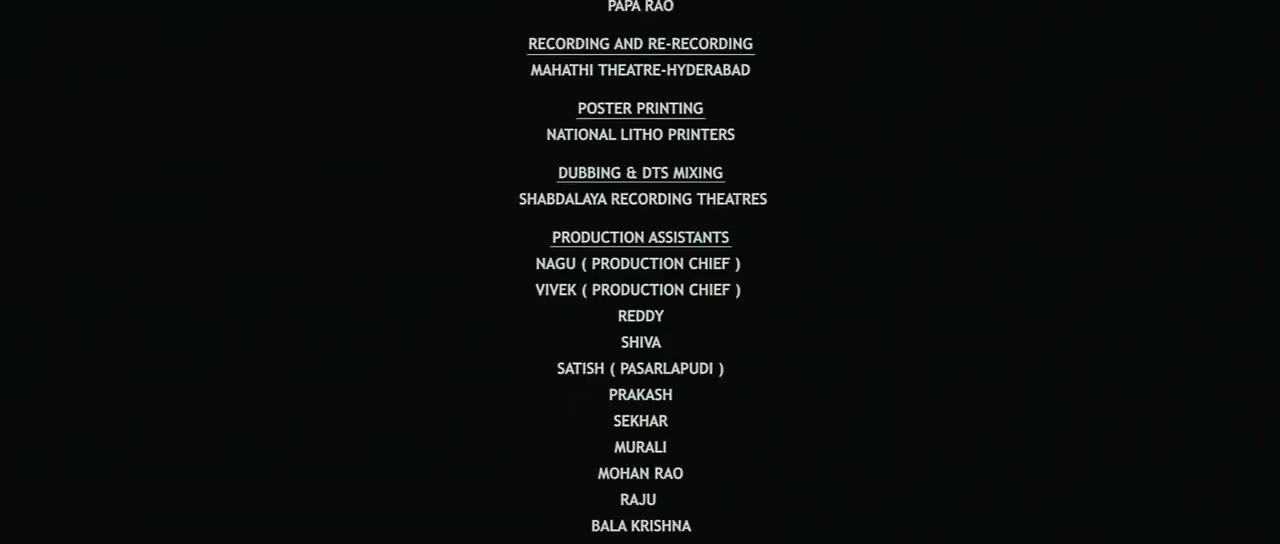 PAPA RAO
RECORDING AND RE-RECORDING
MAHATHI THEATRE-HYDERABAD
POSTER PRINTING
NATIONAL LITHO PRINTERS
DUBBING & DTS MIXING
SHABDALAYA RECORDING THEATRES
PRODUCTION ASSISTANTS
NAGU ( PRODUCTION CHIEF )
VIVEK ( PRODUCTION CHIEF )
REDDY
SHIVA
SATISH ( PASARLAPUDI )
PRAKASH
SEKHAR
MURALI
MOHAN RAO
RAJU
BALA KRISHNA